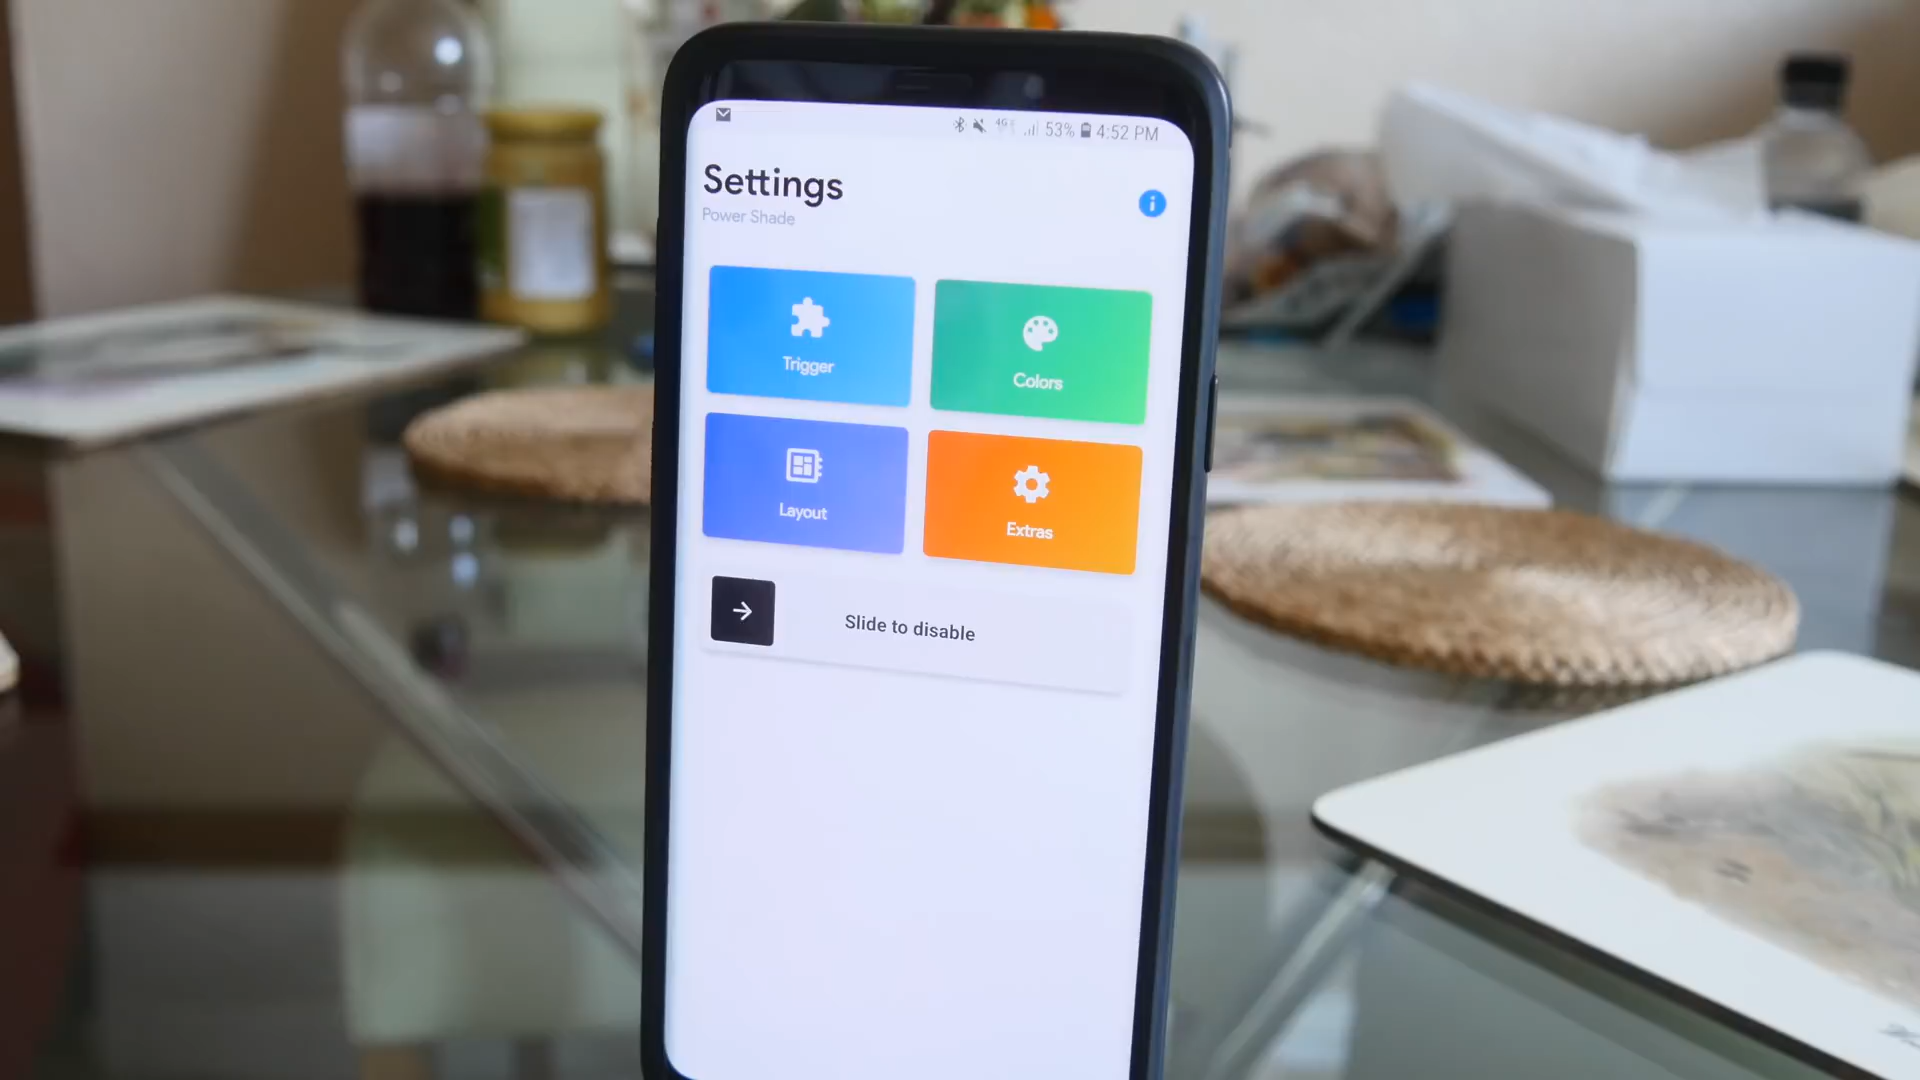 53% 4:52 PM
Settings
Power Shade
Trigger
Colors
Layout
Extras
Slide to disable